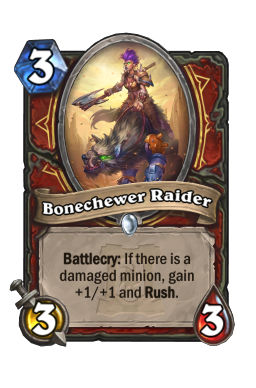 3
Bonechewer Raider
Battlecry: If there is a
damaged minion, gain
+1/+1 and Rush.
3
3